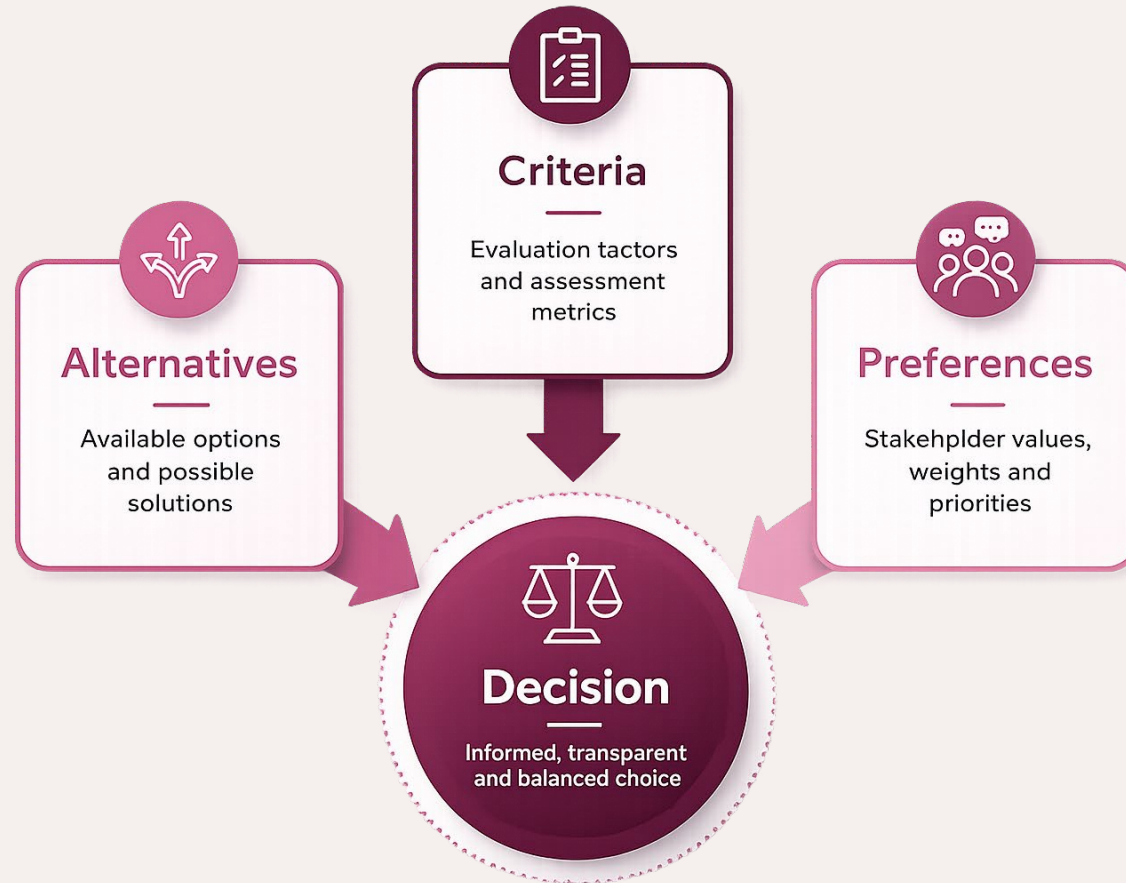 Criteria
Evaluation tactors
and assessment
metrics
Alternatives
Available options
and possible
solutions
Preferences
Stakehplder values,
weights and
priorities
Decision
Informed, transparent
and balanced choice